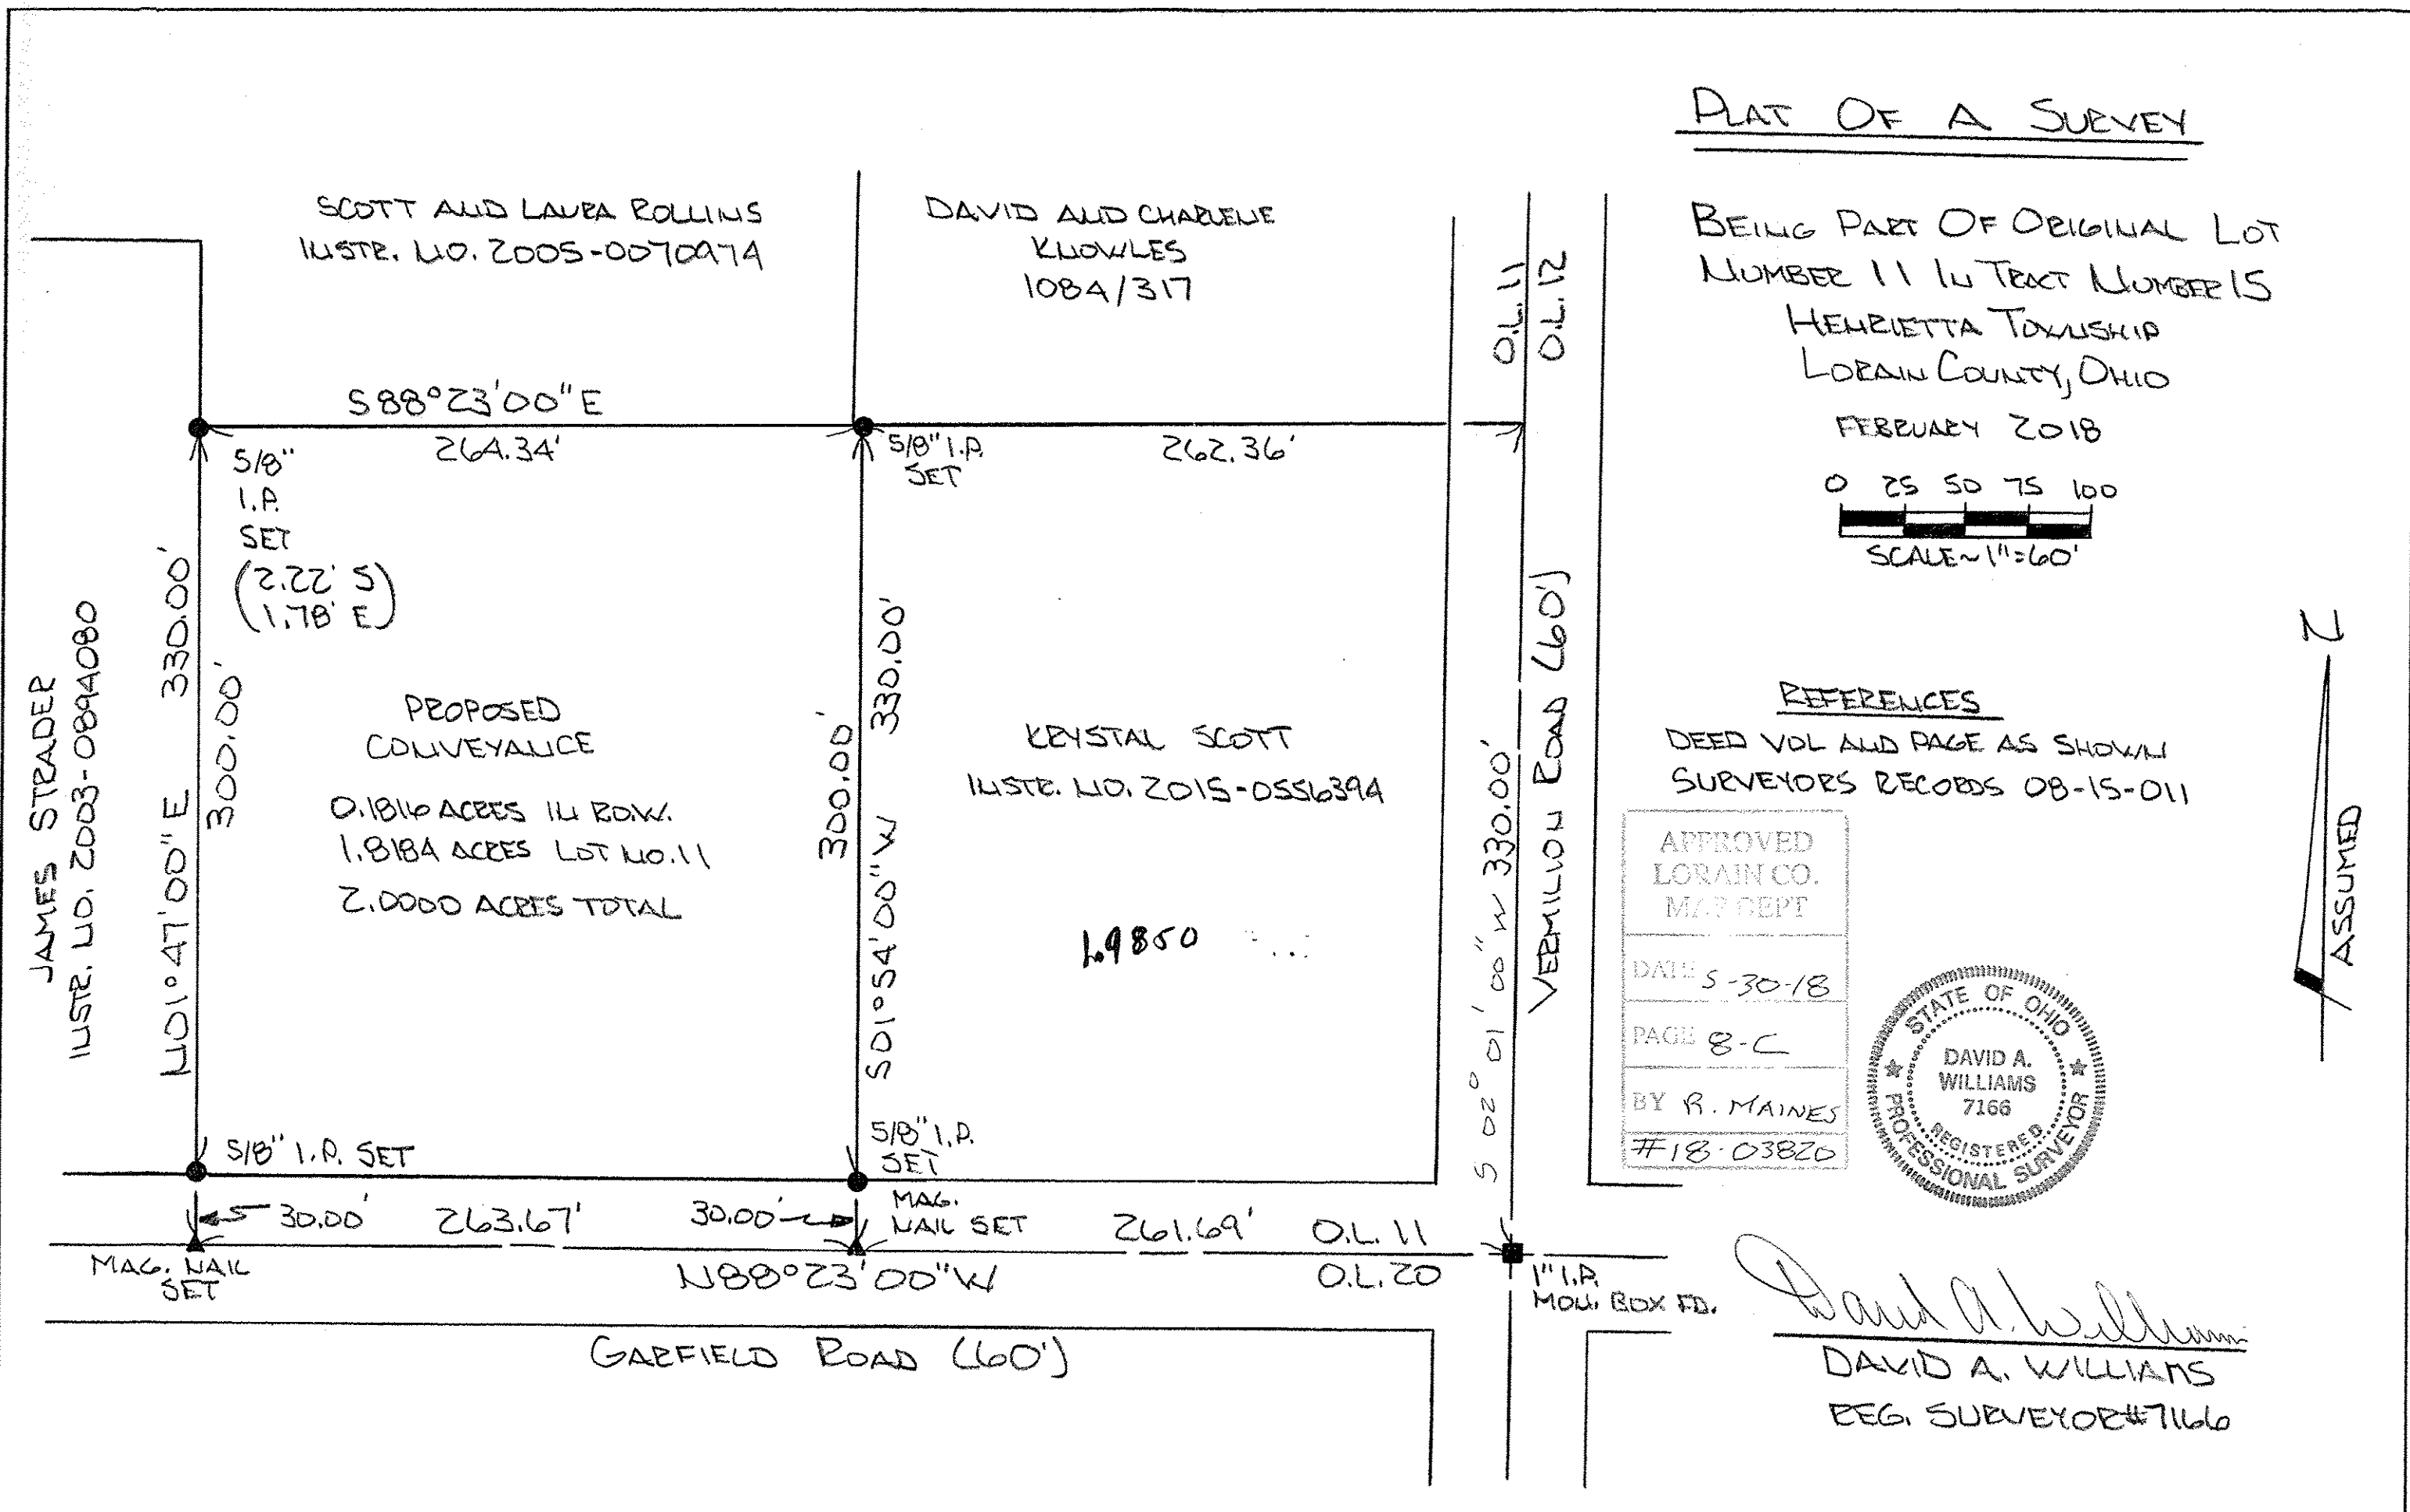 PLAT OF A SURVEY
BEING PART OF ORIGINAL LOT
NUMBER 11 IN TRACT NUMBER 15
HENRIETTA TOWNSHIP
LORAIN COUNTY, OHIO
FEBRUARY 2018
0 25 50 75 100
SCALE~1"=60'
SCOTT AND LAURA ROLLINS
INSTR. NO. 2005-0070974
DAVID AND CHARLENE
KNOWLES
1084/317
O.L. 11
O.L. 12
S88°23'00"E
264.34'
5/8"
I.P.
SET
(2.22' S)
(1.78' E)
5/8" I.P.
SET
262.36'
JAMES STRADER
INSTR. NO. 2003-0894080
N01°47'00"E 330.00'
300.00'
PROPOSED
CONVEYANCE
0.1816 ACRES IN R.O.W.
1.8184 ACRES LOT NO. 11
2.0000 ACRES TOTAL
300.00'
S01°54'00"W 330.00'
KRYSTAL SCOTT
INSTR. NO. 2015-0556394
1.9850
S 02° 01' 00" W 330.00'
VERMILION ROAD (60')
REFERENCES
DEED VOL AND PAGE AS SHOWN
SURVEYORS RECORDS 08-15-011
N
ASSUMED
APPROVED
LORAIN CO.
MAP DEPT
DATE 5-30-18
PAGE 8-C
BY R. MAINES
#18-03820
STATE OF OHIO
DAVID A.
WILLIAMS
7166
REGISTERED
PROFESSIONAL SURVEYOR
5/8" I.P. SET
5/8" I.P.
SET
30.00' 263.67' 30.00'
MAG.
NAIL SET
261.69' O.L. 11
MAG. NAIL
SET
N88°23'00"W
O.L. 20
1" I.P.
MON. BOX FD.
GARFIELD ROAD (60')
David A. Williams
DAVID A. WILLIAMS
REG. SURVEYOR #7166